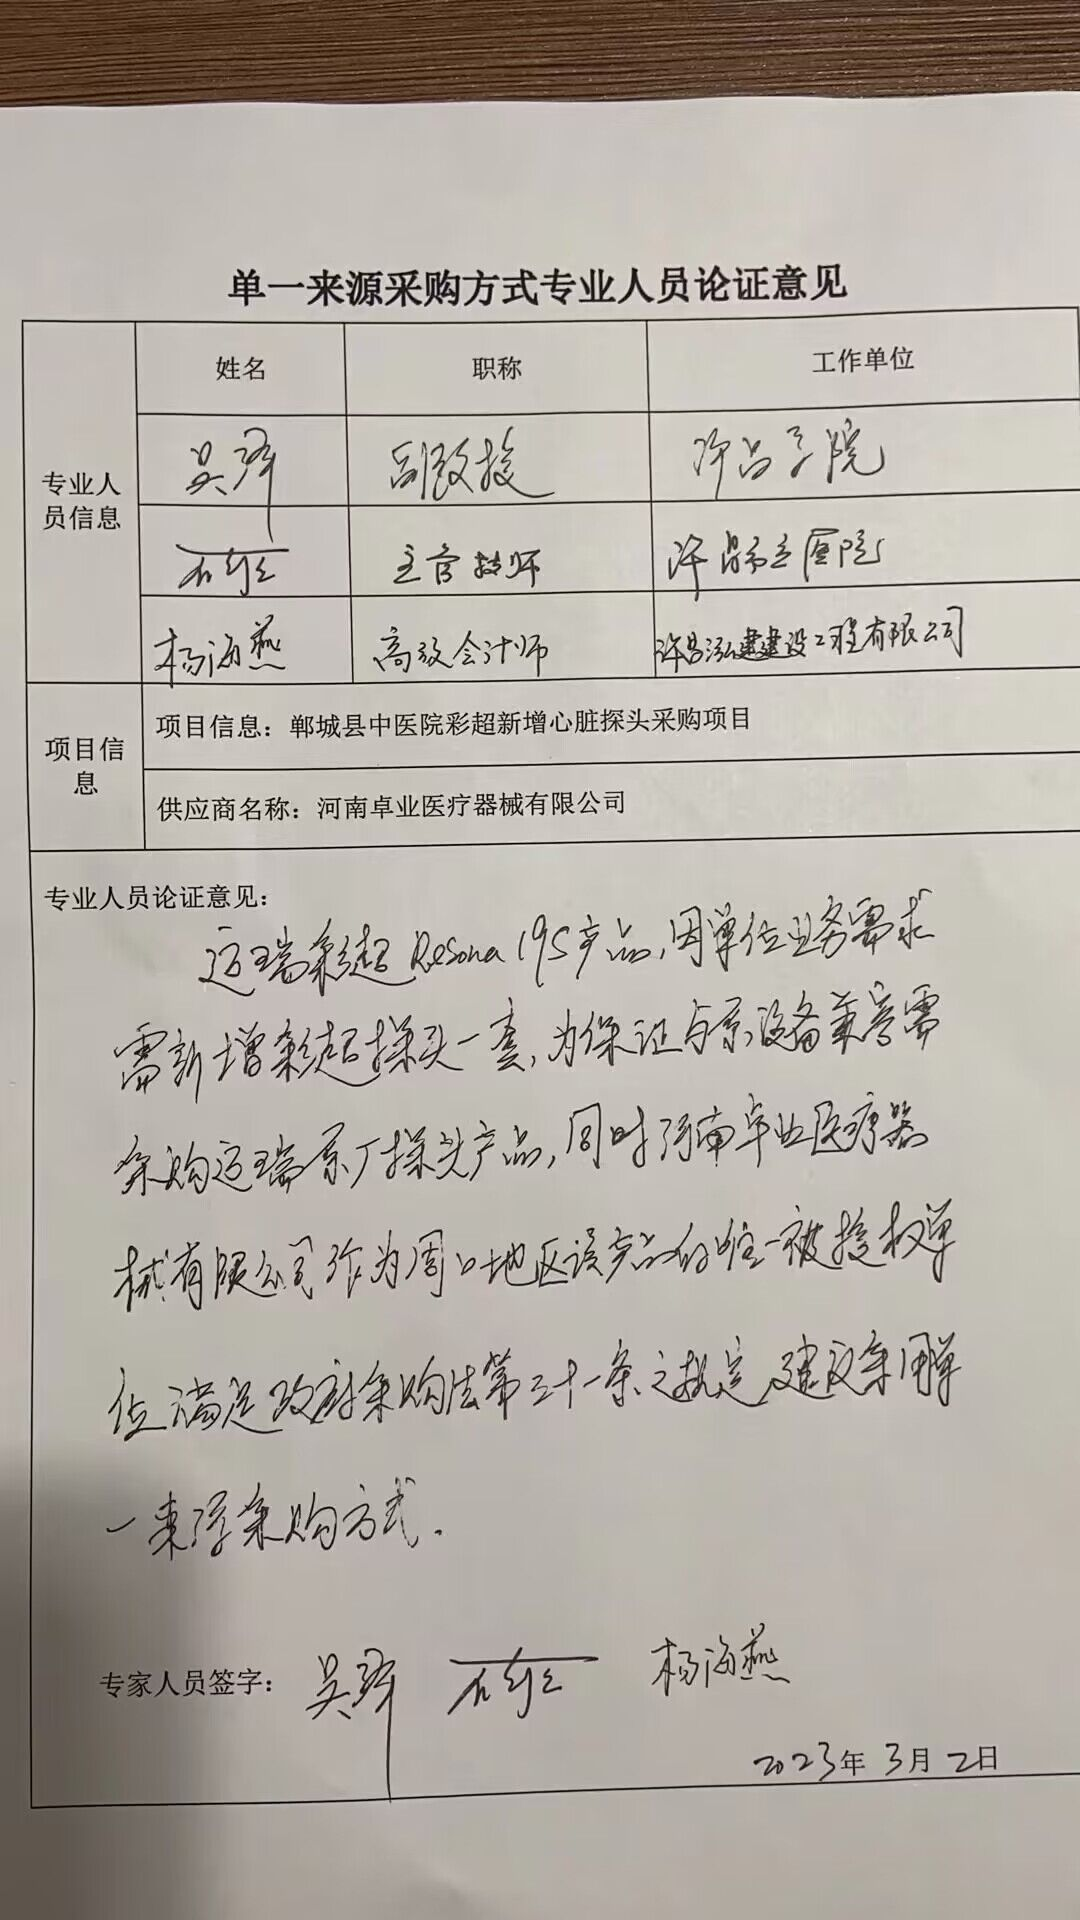 单一来源采购方式专业人员论证意见
专业人员信息
姓名 职称 工作单位
吴泽 副教授 许昌学院
主管技师 许昌市立医院
杨海燕 高级会计师 许昌泓建建设工程有限公司
项目信息
项目信息：郸城县中医院彩超新增心脏探头采购项目
供应商名称：河南卓业医疗器械有限公司
专业人员论证意见：
迈瑞彩超Resona I9S产品，因单位业务需求
需新增彩超探头一套，为保证与原设备兼容需
采购迈瑞原厂探头产品，同时河南卓业医疗器
械有限公司作为周口地区该产品的唯一被授权单
位满足政府采购法第三十一条之规定，建议采用单
一来源采购方式.
专家人员签字： 吴泽 杨海燕
2023年3月2日